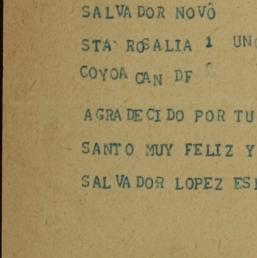 SALVADOR NOVO
STA ROSALIA 1
COYOACAN DF
AGRADECIDO POR TU
SANTO MUY FELIZ Y
SALVADOR LOPEZ